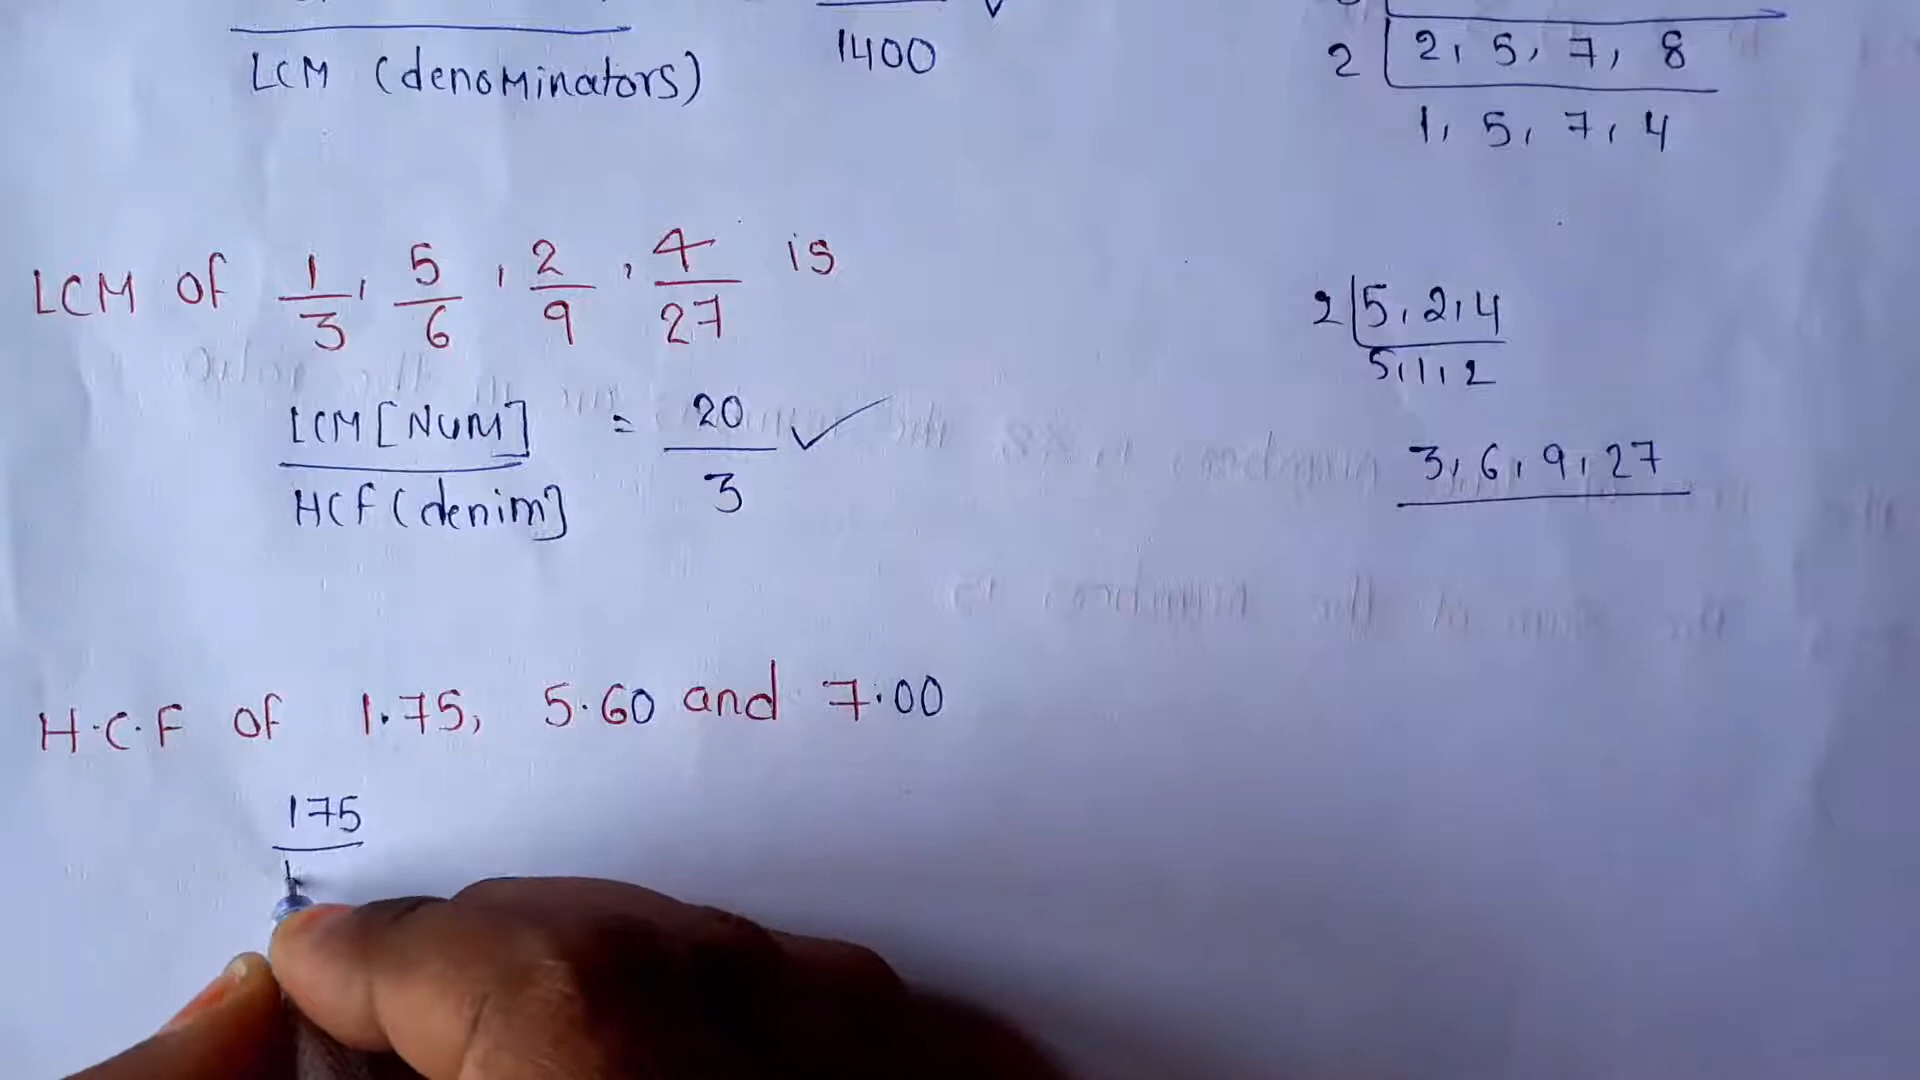 LCM (denominators)
1400
2 | 2, 5, 7, 8
1, 5, 7, 4
LCM of 1/3, 5/6, 2/9, 4/27 is
2 | 5, 2, 4
5, 1, 2
LCM [NUM] = 20
HCF (denim] 3
3, 6, 9, 27
H.C.F of 1.75, 5.60 and 7.00
175
1